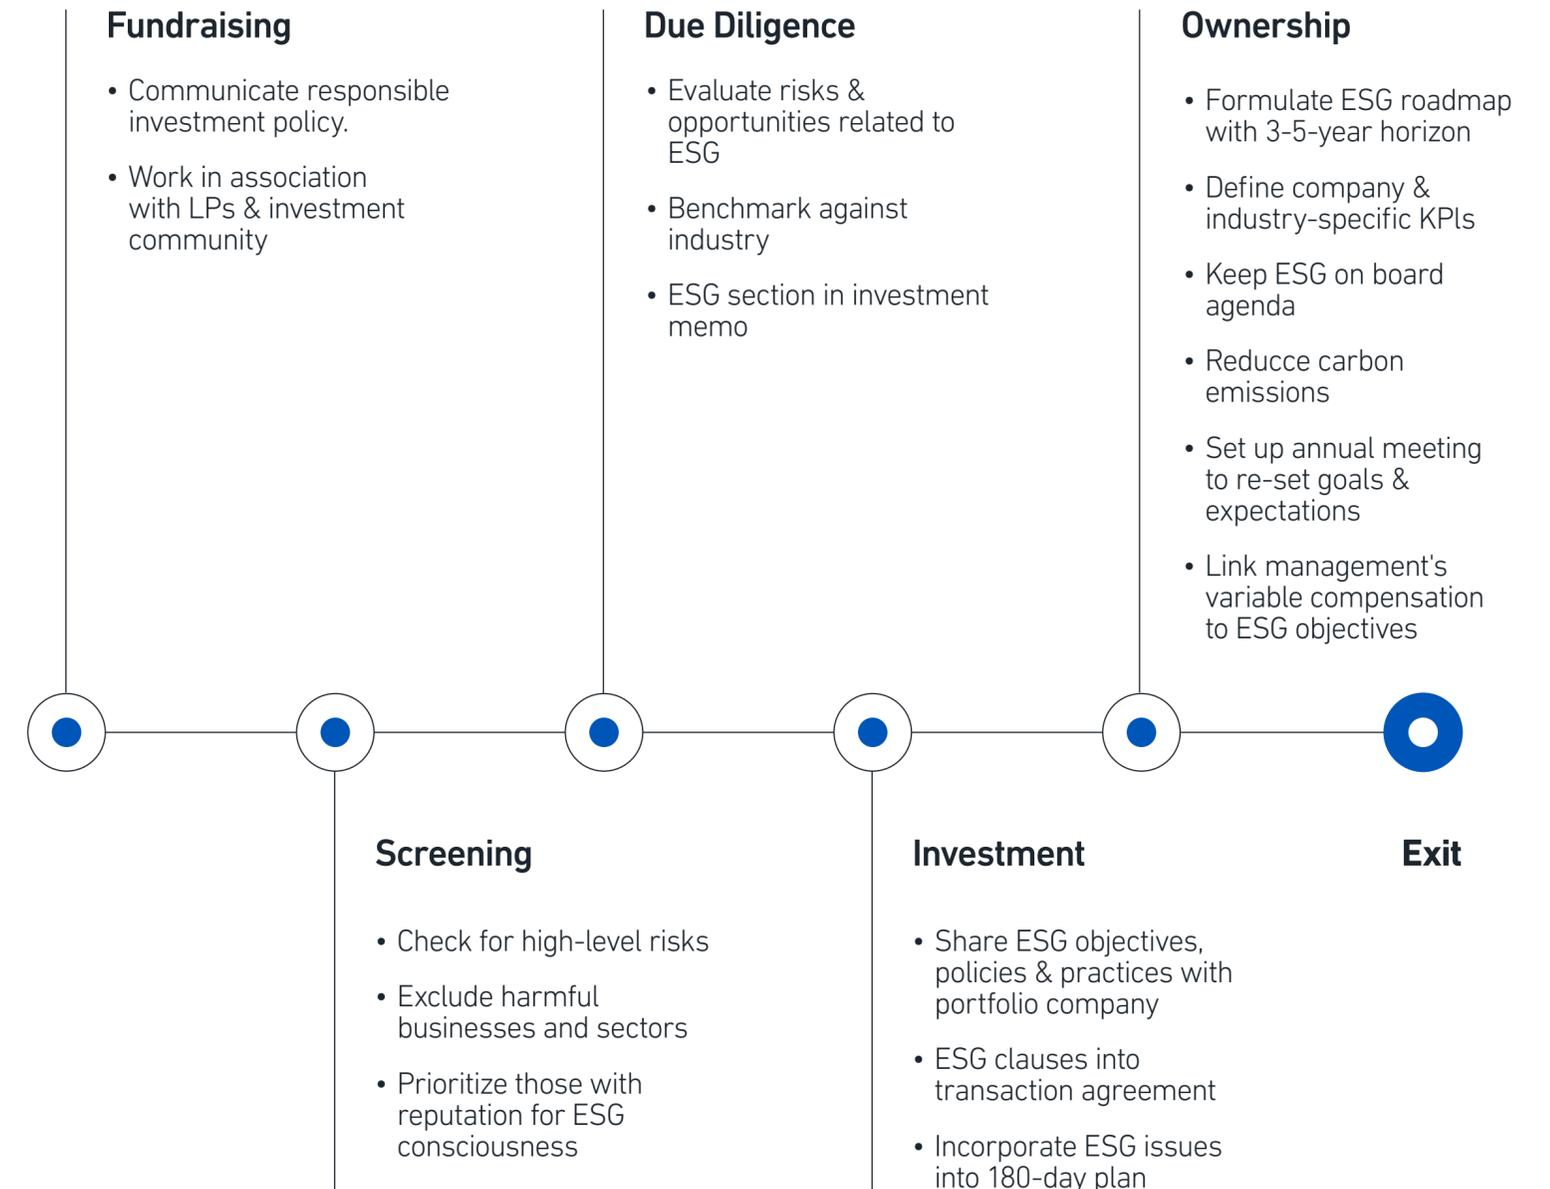 Fundraising
• Communicate responsible
investment policy.
• Work in association
with LPs & investment
community
Due Diligence
• Evaluate risks &
opportunities related to
ESG
• Benchmark against
industry
• ESG section in investment
memo
Ownership
• Formulate ESG roadmap
with 3-5-year horizon
• Define company &
industry-specific KPIs
• Keep ESG on board
agenda
• Reducce carbon
emissions
• Set up annual meeting
to re-set goals &
expectations
• Link management's
variable compensation
to ESG objectives
Screening
• Check for high-level risks
• Exclude harmful
businesses and sectors
• Prioritize those with
reputation for ESG
consciousness
Investment
• Share ESG objectives,
policies & practices with
portfolio company
• ESG clauses into
transaction agreement
• Incorporate ESG issues
into 180-day plan
Exit